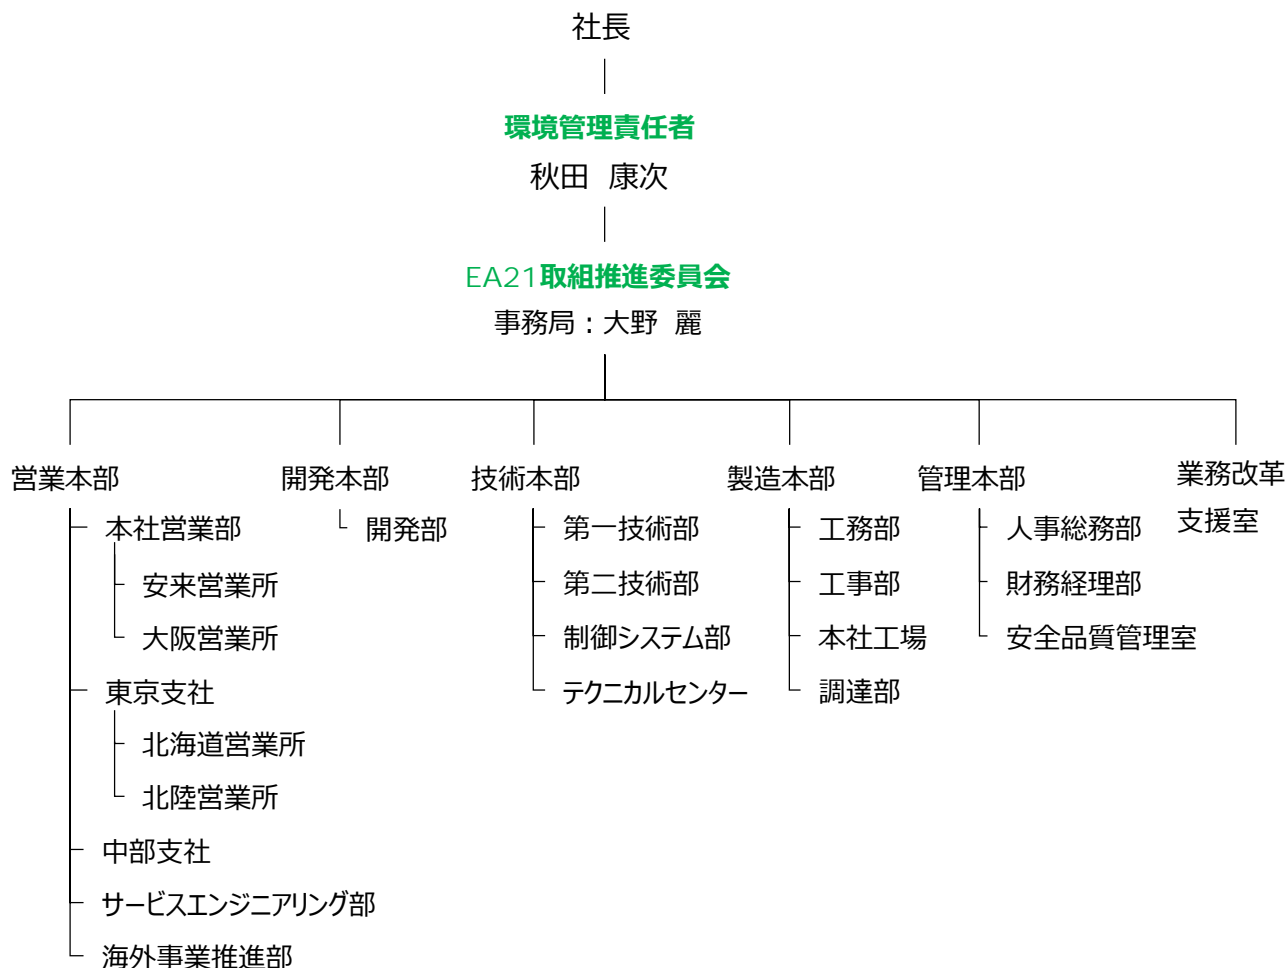 社長
環境管理責任者
秋田　康次
EA21取組推進委員会
事務局：大野　麗
営業本部
本社営業部
安来営業所
大阪営業所
東京支社
北海道営業所
北陸営業所
中部支社
サービスエンジニアリング部
海外事業推進部
開発本部
開発部
技術本部
第一技術部
第二技術部
制御システム部
テクニカルセンター
製造本部
工務部
工事部
本社工場
調達部
管理本部
人事総務部
財務経理部
安全品質管理室
業務改革
支援室